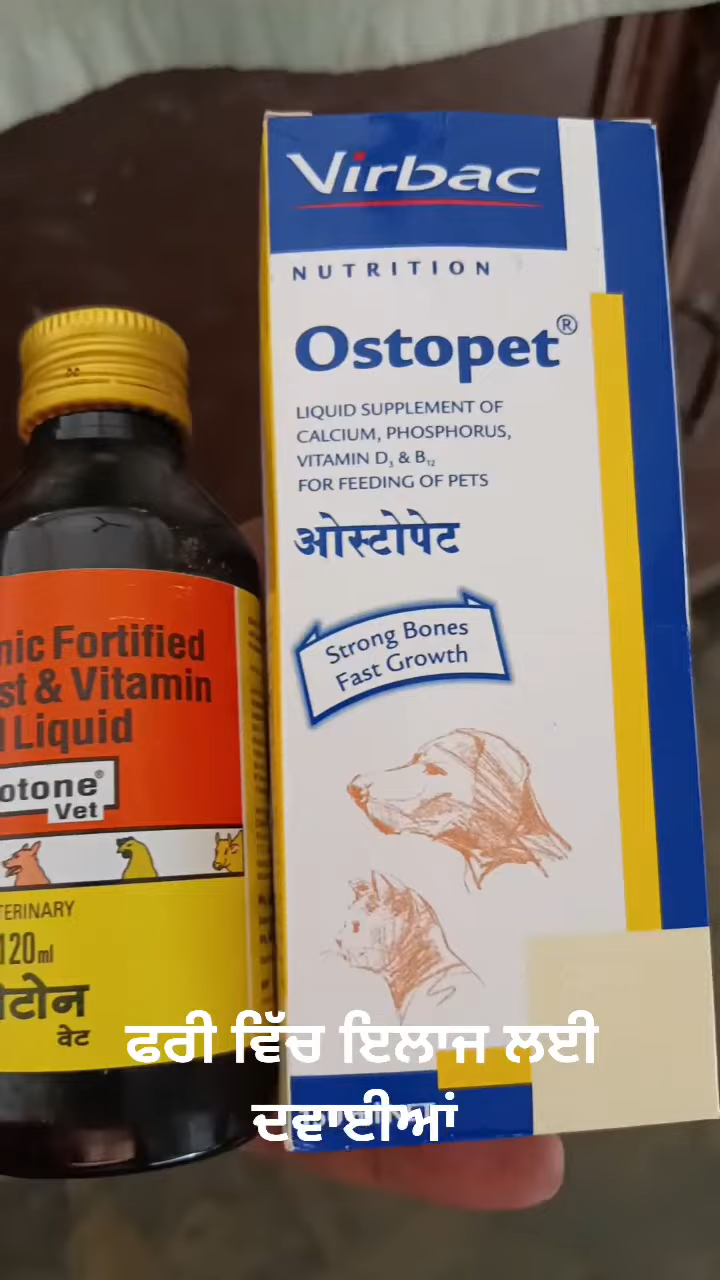 Virbac
NUTRITION
Ostopet®
LIQUID SUPPLEMENT OF
CALCIUM, PHOSPHORUS,
VITAMIN D₃ & B₁₂
FOR FEEDING OF PETS
ओस्टोपेट
Strong Bones
Fast Growth
nic Fortified
st & Vitamin
Liquid
otone®
Vet
TERINARY
120ml
टोन
वेट
ਫਰੀ ਵਿੱਚ ਇਲਾਜ ਲਈ
ਦਵਾਈਆਂ